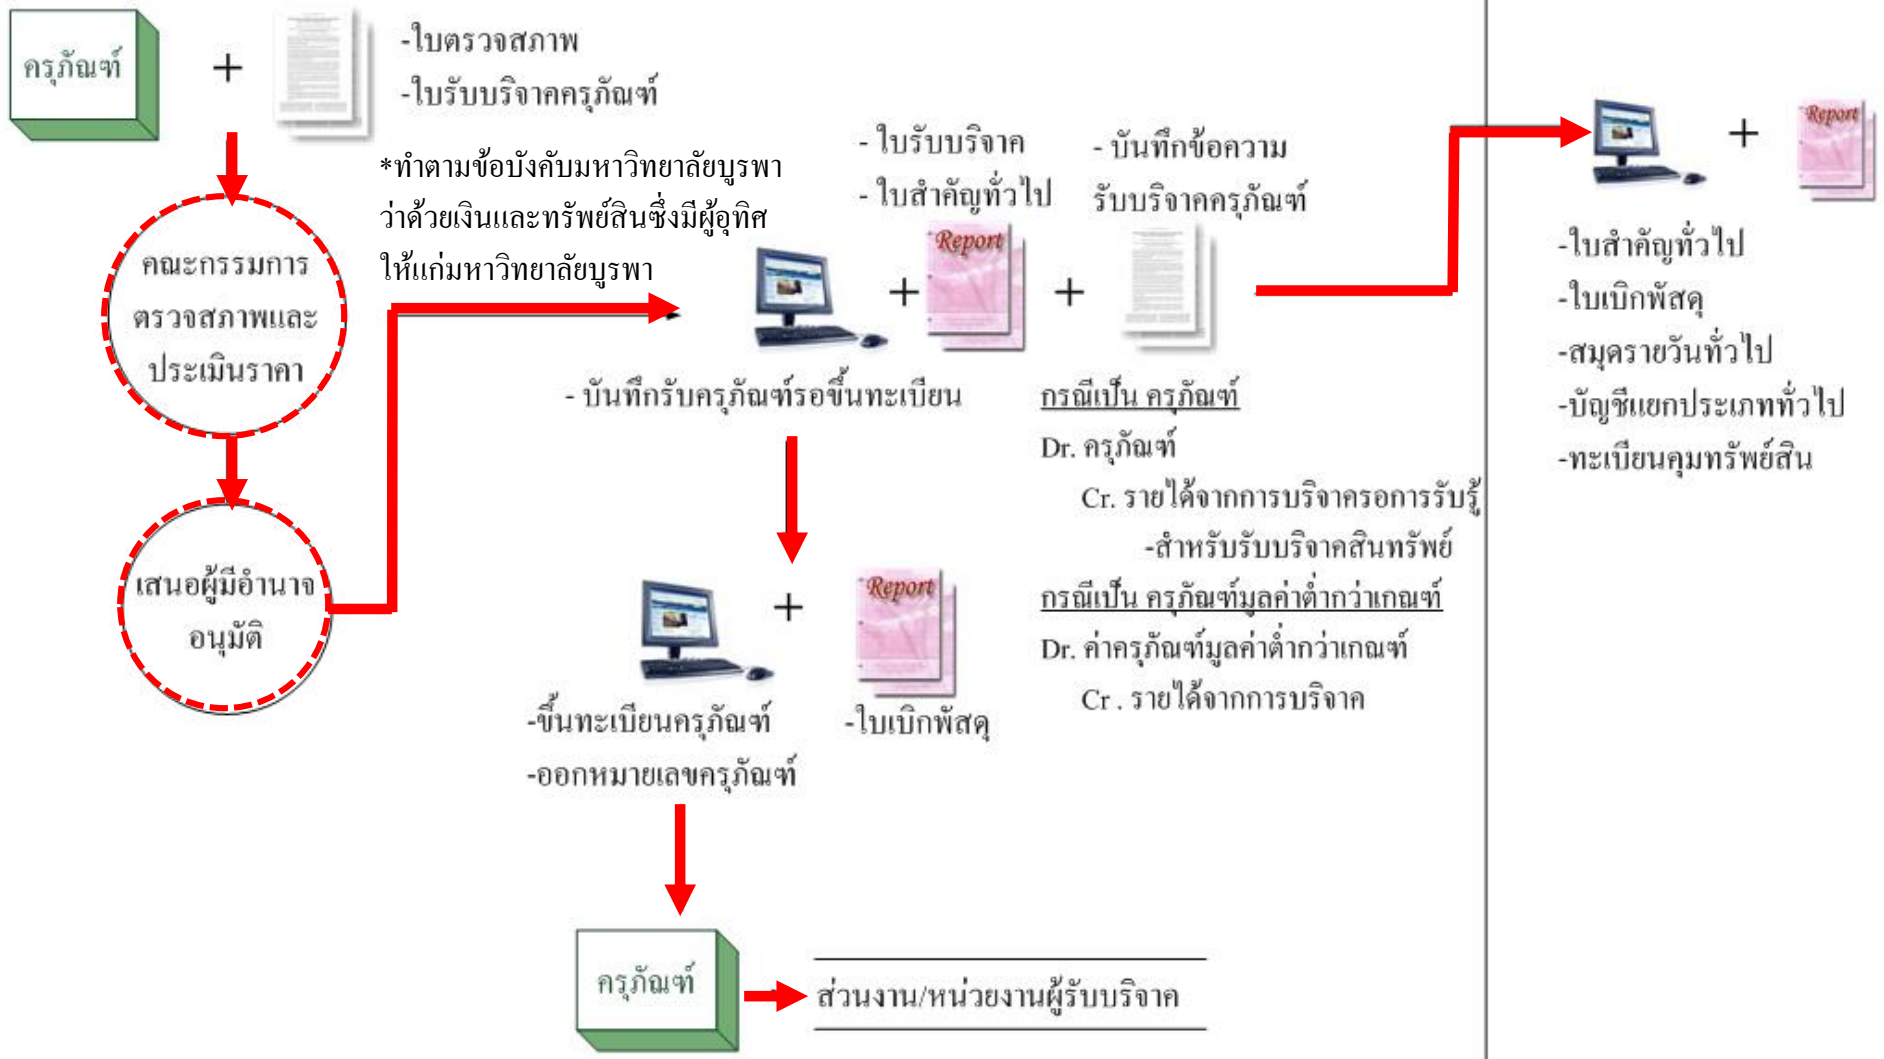 ครุภัณฑ์
+
-ใบตรวจสภาพ
-ใบรับบริจาคครุภัณฑ์
*ทำตามข้อบังคับมหาวิทยาลัยบูรพา
ว่าด้วยเงินและทรัพย์สินซึ่งมีผู้อุทิศ
ให้แก่มหาวิทยาลัยบูรพา
คณะกรรมการ
ตรวจสภาพและ
ประเมินราคา
เสนอผู้มีอำนาจ
อนุมัติ
- ใบรับบริจาค
- ใบสำคัญทั่วไป
- บันทึกข้อความ
รับบริจาคครุภัณฑ์
+
Report
+
- บันทึกรับครุภัณฑ์รอขึ้นทะเบียน
กรณีเป็น ครุภัณฑ์
Dr. ครุภัณฑ์
Cr. รายได้จากการบริจาครอการรับรู้
-สำหรับรับบริจาคสินทรัพย์
กรณีเป็น ครุภัณฑ์มูลค่าต่ำกว่าเกณฑ์
Dr. ค่าครุภัณฑ์มูลค่าต่ำกว่าเกณฑ์
Cr . รายได้จากการบริจาค
+
Report
-ขึ้นทะเบียนครุภัณฑ์
-ออกหมายเลขครุภัณฑ์
-ใบเบิกพัสดุ
ครุภัณฑ์
ส่วนงาน/หน่วยงานผู้รับบริจาค
+
Report
-ใบสำคัญทั่วไป
-ใบเบิกพัสดุ
-สมุดรายวันทั่วไป
-บัญชีแยกประเภททั่วไป
-ทะเบียนคุมทรัพย์สิน